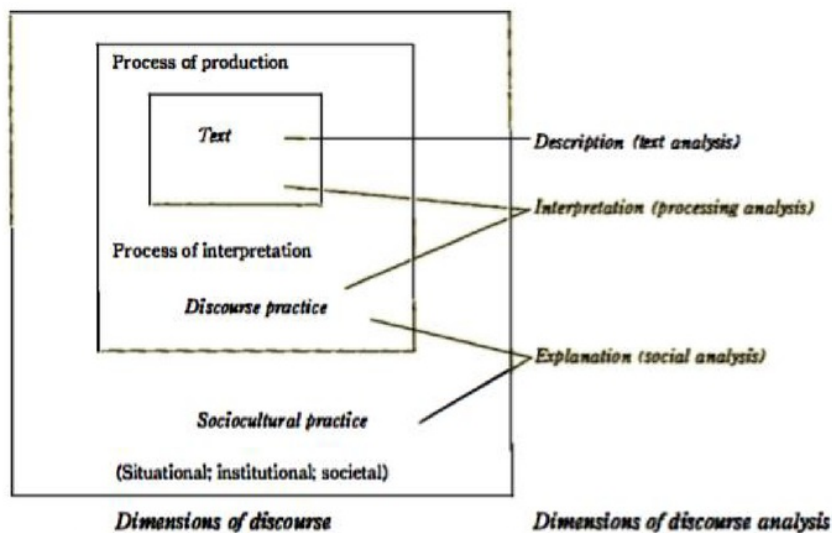 Process of production
Text
Description (text analysis)
Interpretation (processing analysis)
Process of interpretation
Discourse practice
Explanation (social analysis)
Sociocultural practice
(Situational; institutional; societal)
Dimensions of discourse
Dimensions of discourse analysis